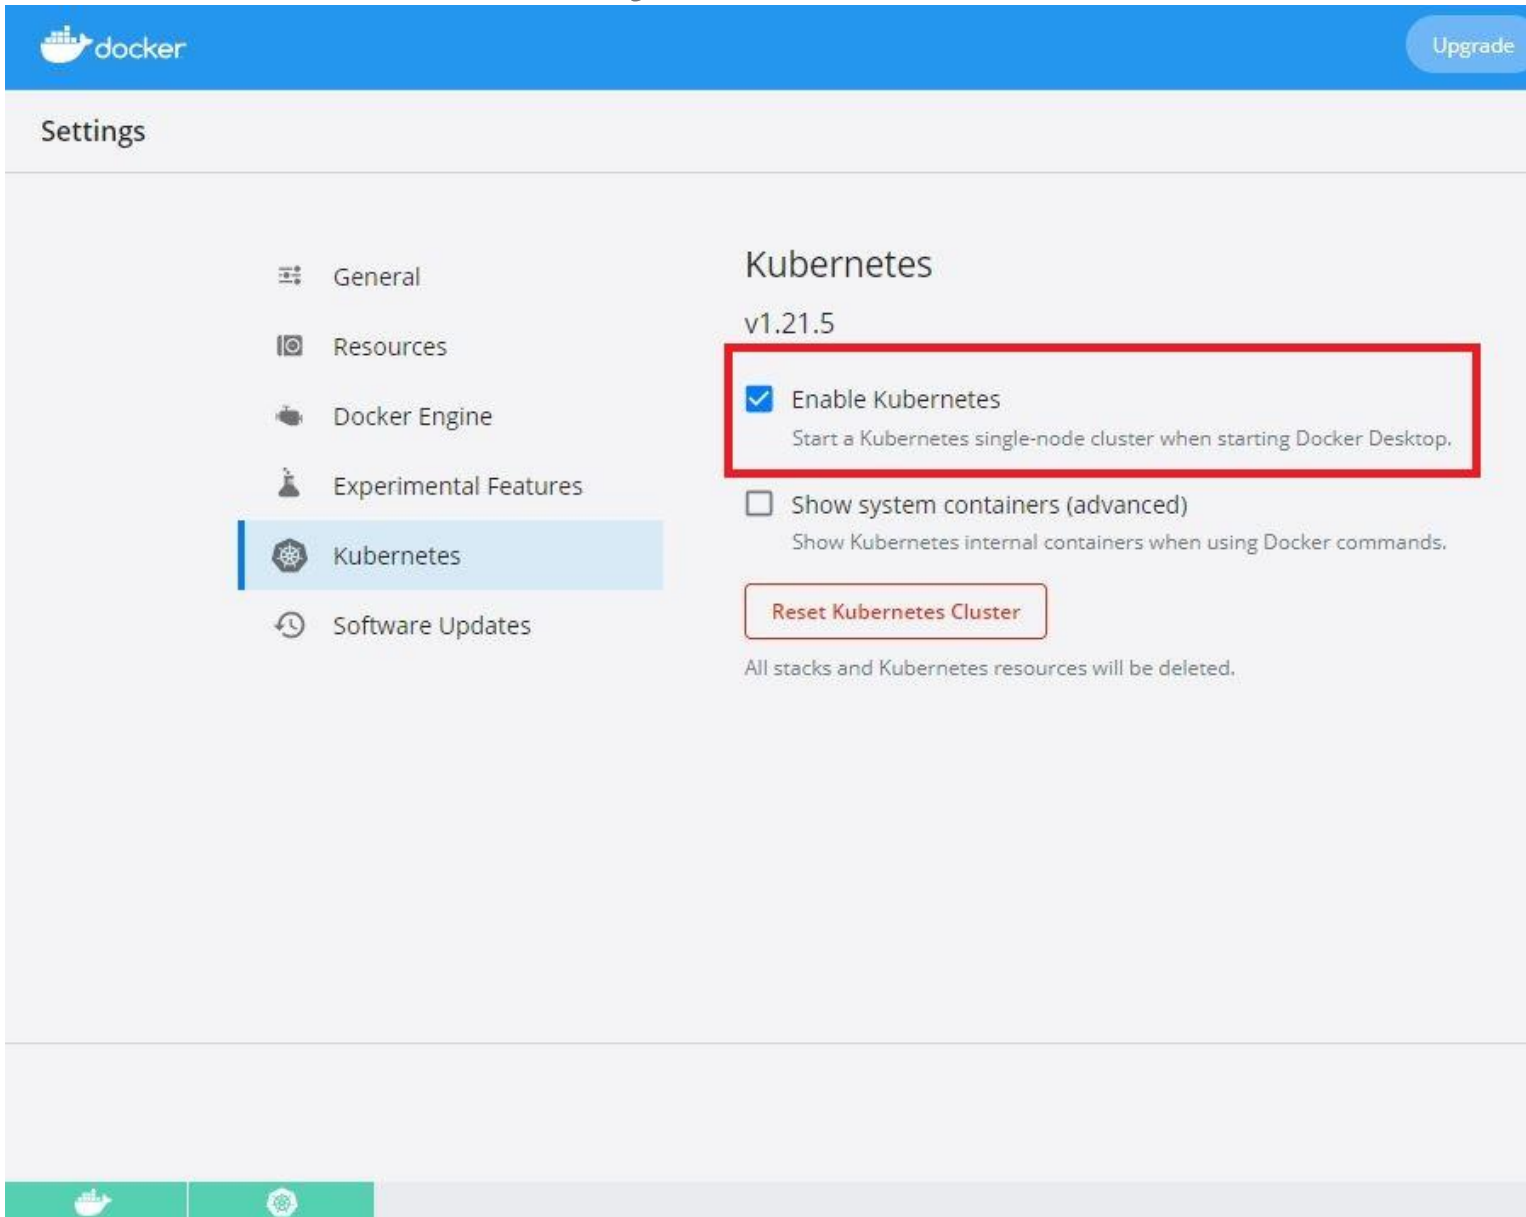 docker
Upgrade
Settings
General
Resources
Docker Engine
Experimental Features
Kubernetes
Software Updates
Kubernetes
v1.21.5
Enable Kubernetes
Start a Kubernetes single-node cluster when starting Docker Desktop.
Show system containers (advanced)
Show Kubernetes internal containers when using Docker commands.
Reset Kubernetes Cluster
All stacks and Kubernetes resources will be deleted.